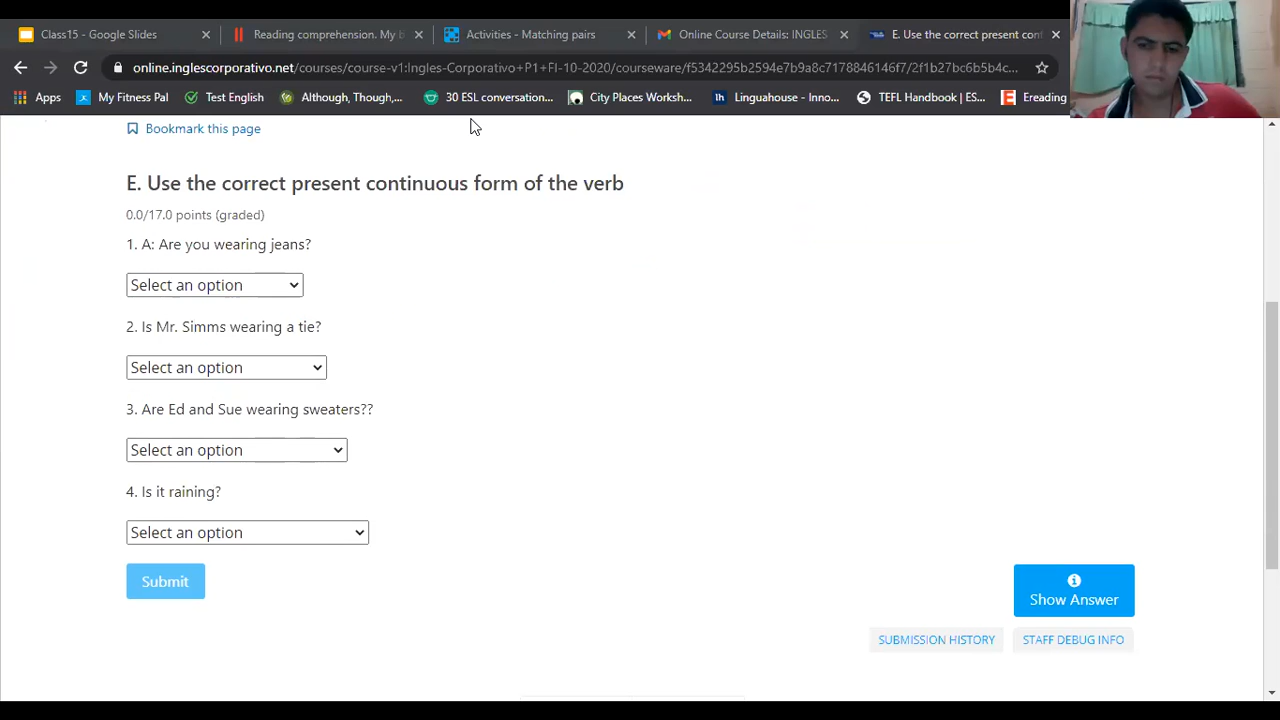 Class15 - Google Slides
Reading comprehension. My b
Activities - Matching pairs
Online Course Details: INGLES
E. Use the correct present cont
online.inglescorporativo.net/courses/course-v1:Ingles-Corporativo+P1+FI-10-2020/courseware/f5342295b2594e7b9a8c7178846146f7/2f1b27bc6b5b4c...
Apps
My Fitness Pal
Test English
Although, Though,...
30 ESL conversation...
City Places Worksh...
Linguahouse - Inno...
TEFL Handbook | ES...
Ereading
Bookmark this page
E. Use the correct present continuous form of the verb
0.0/17.0 points (graded)
1. A: Are you wearing jeans?
Select an option
2. Is Mr. Simms wearing a tie?
Select an option
3. Are Ed and Sue wearing sweaters??
Select an option
4. Is it raining?
Select an option
Submit
Show Answer
SUBMISSION HISTORY
STAFF DEBUG INFO